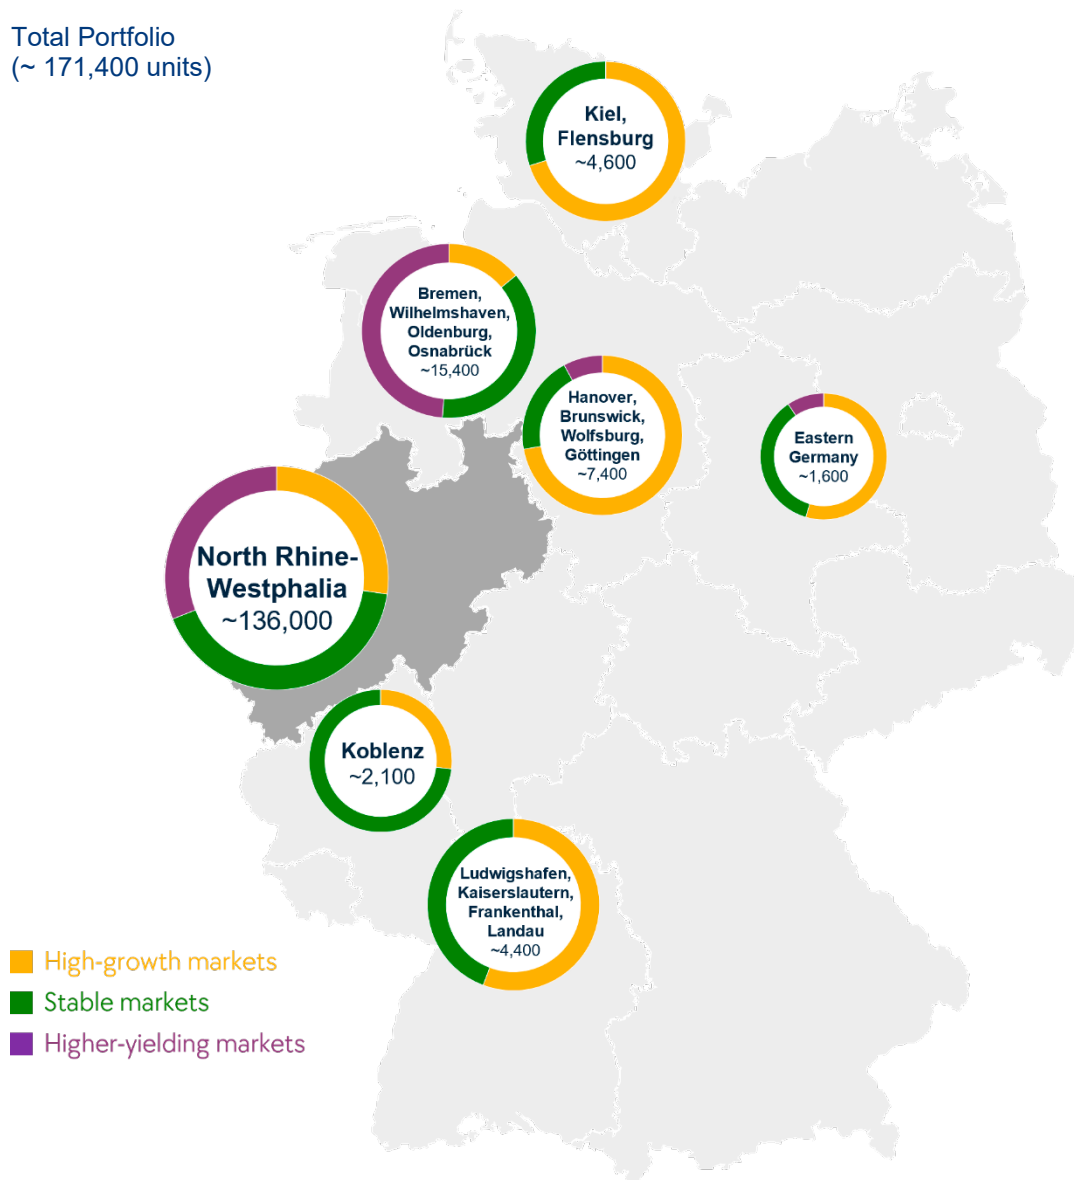 Total Portfolio
(~ 171,400 units)
Kiel,
Flensburg
~4,600
Bremen,
Wilhelmshaven,
Oldenburg,
Osnabrück
~15,400
Hanover,
Brunswick,
Wolfsburg,
Göttingen
~7,400
Eastern
Germany
~1,600
North Rhine-
Westphalia
~136,000
Koblenz
~2,100
Ludwigshafen,
Kaiserslautern,
Frankenthal,
Landau
~4,400
High-growth markets
Stable markets
Higher-yielding markets